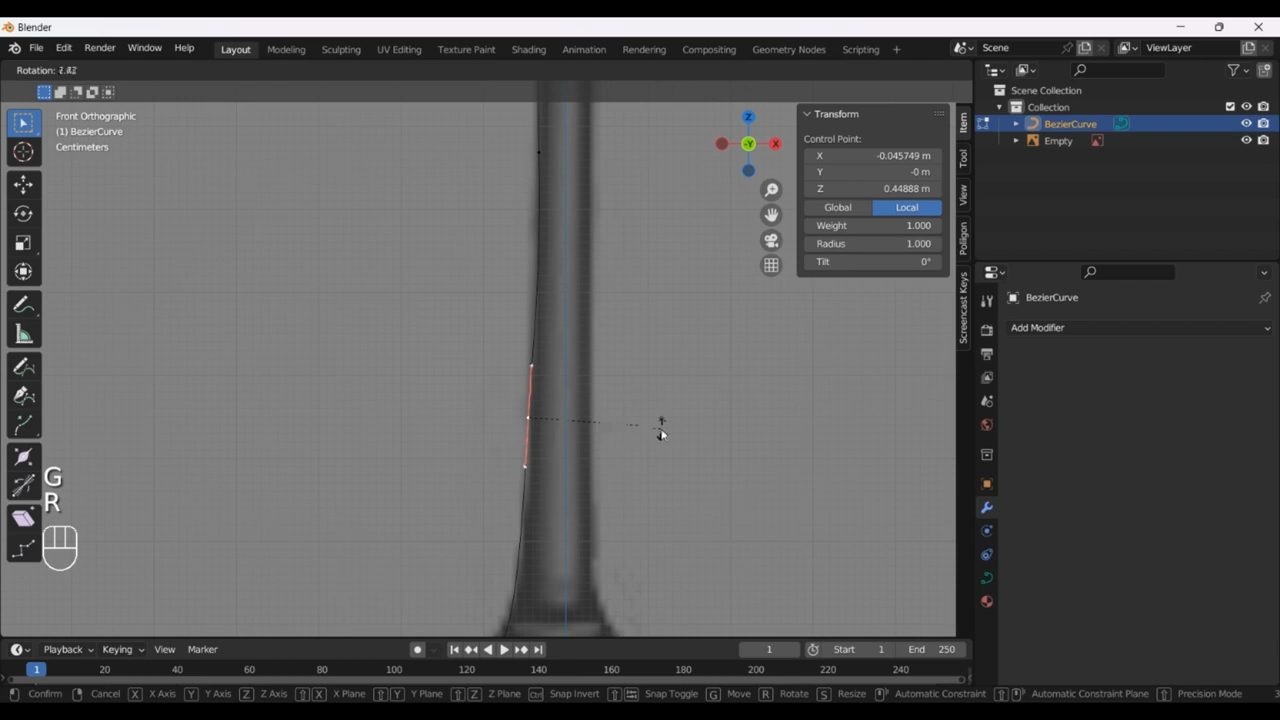 Blender
File Edit Render Window Help Layout Modeling Sculpting UV Editing Texture Paint Shading Animation Rendering Compositing Geometry Nodes Scripting + Scene ViewLayer
Rotation:
Front Orthographic
(1) BezierCurve
Centimeters
Z
-Y
X
Transform
Control Point:
X -0.045749 m
Y -0 m
Z 0.44888 m
Global Local
Weight 1.000
Radius 1.000
Tilt 0°
Item
Tool
View
Poliigon
Screencast Keys
Scene Collection
Collection
BezierCurve
Empty
BezierCurve
Add Modifier
G
R
Playback Keying View Marker 1 Start 1 End 250
1 20 40 60 80 100 120 140 160 180 200 220 240
Confirm Cancel X X Axis Y Y Axis Z Z Axis X X Plane Y Y Plane Z Z Plane Ctrl Snap Invert Snap Toggle G Move R Rotate S Resize Automatic Constraint Automatic Constraint Plane Precision Mode